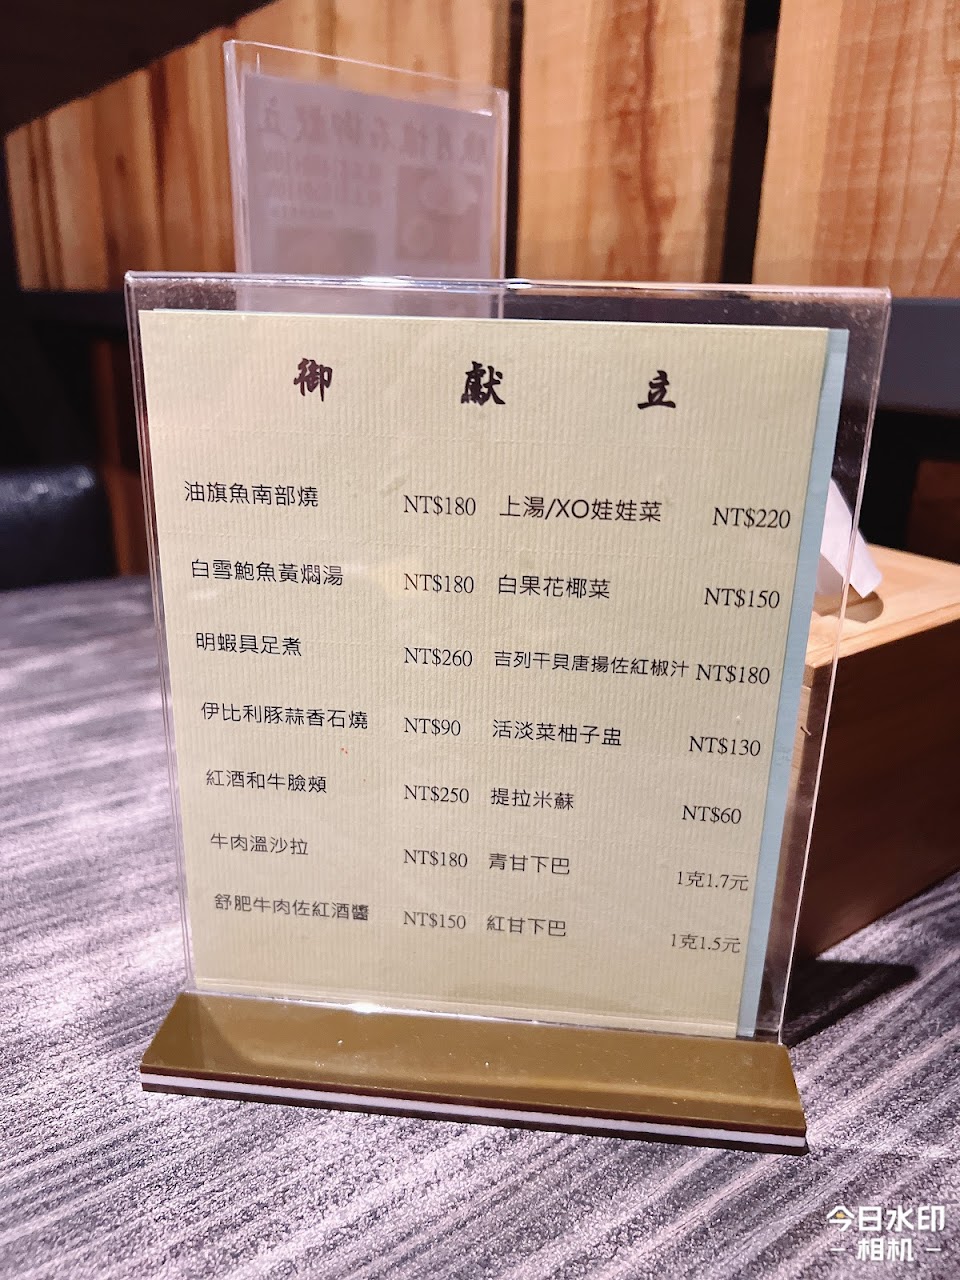 御獻立
油旗魚南部燒 NT$180 上湯/XO娃娃菜 NT$220
白雪鮑魚黃燜湯 NT$180 白果花椰菜 NT$150
明蝦具足煮 NT$260 吉列干貝唐揚佐紅椒汁 NT$180
伊比利豚蒜香石燒 NT$90 活淡菜柚子盅 NT$130
紅酒和牛臉頰 NT$250 提拉米蘇 NT$60
牛肉溫沙拉 NT$180 青甘下巴 1克1.7元
舒肥牛肉佐紅酒醬 NT$150 紅甘下巴 1克1.5元
今日水印
相机